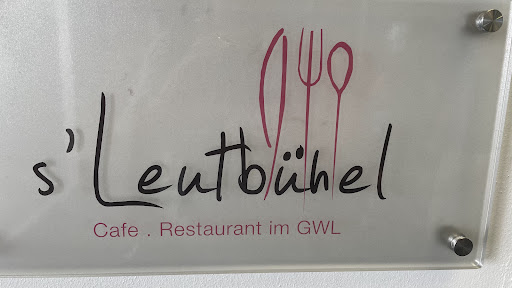 s'Leutbühel
Cafe . Restaurant im GWL